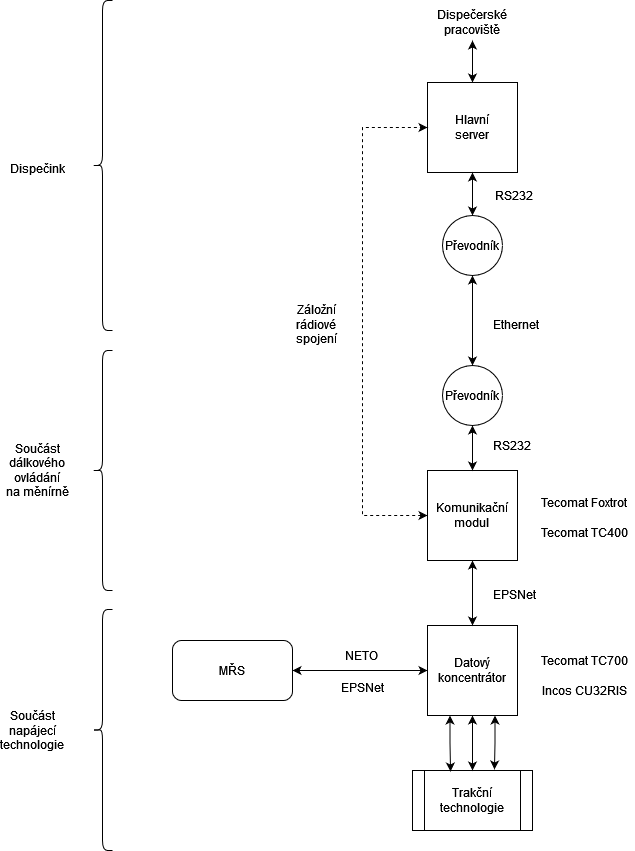 Dispečerské
pracoviště
Hlavní
server
Dispečink
RS232
Převodník
Záložní
rádiové
spojení
Ethernet
Převodník
RS232
Součást
dálkového
ovládání
na měnírně
Komunikační
modul
Tecomat Foxtrot
Tecomat TC400
EPSNet
MŘS
NETO
EPSNet
Datový
koncentrátor
Tecomat TC700
Incos CU32RIS
Součást
napájecí
technologie
Trakční
technologie